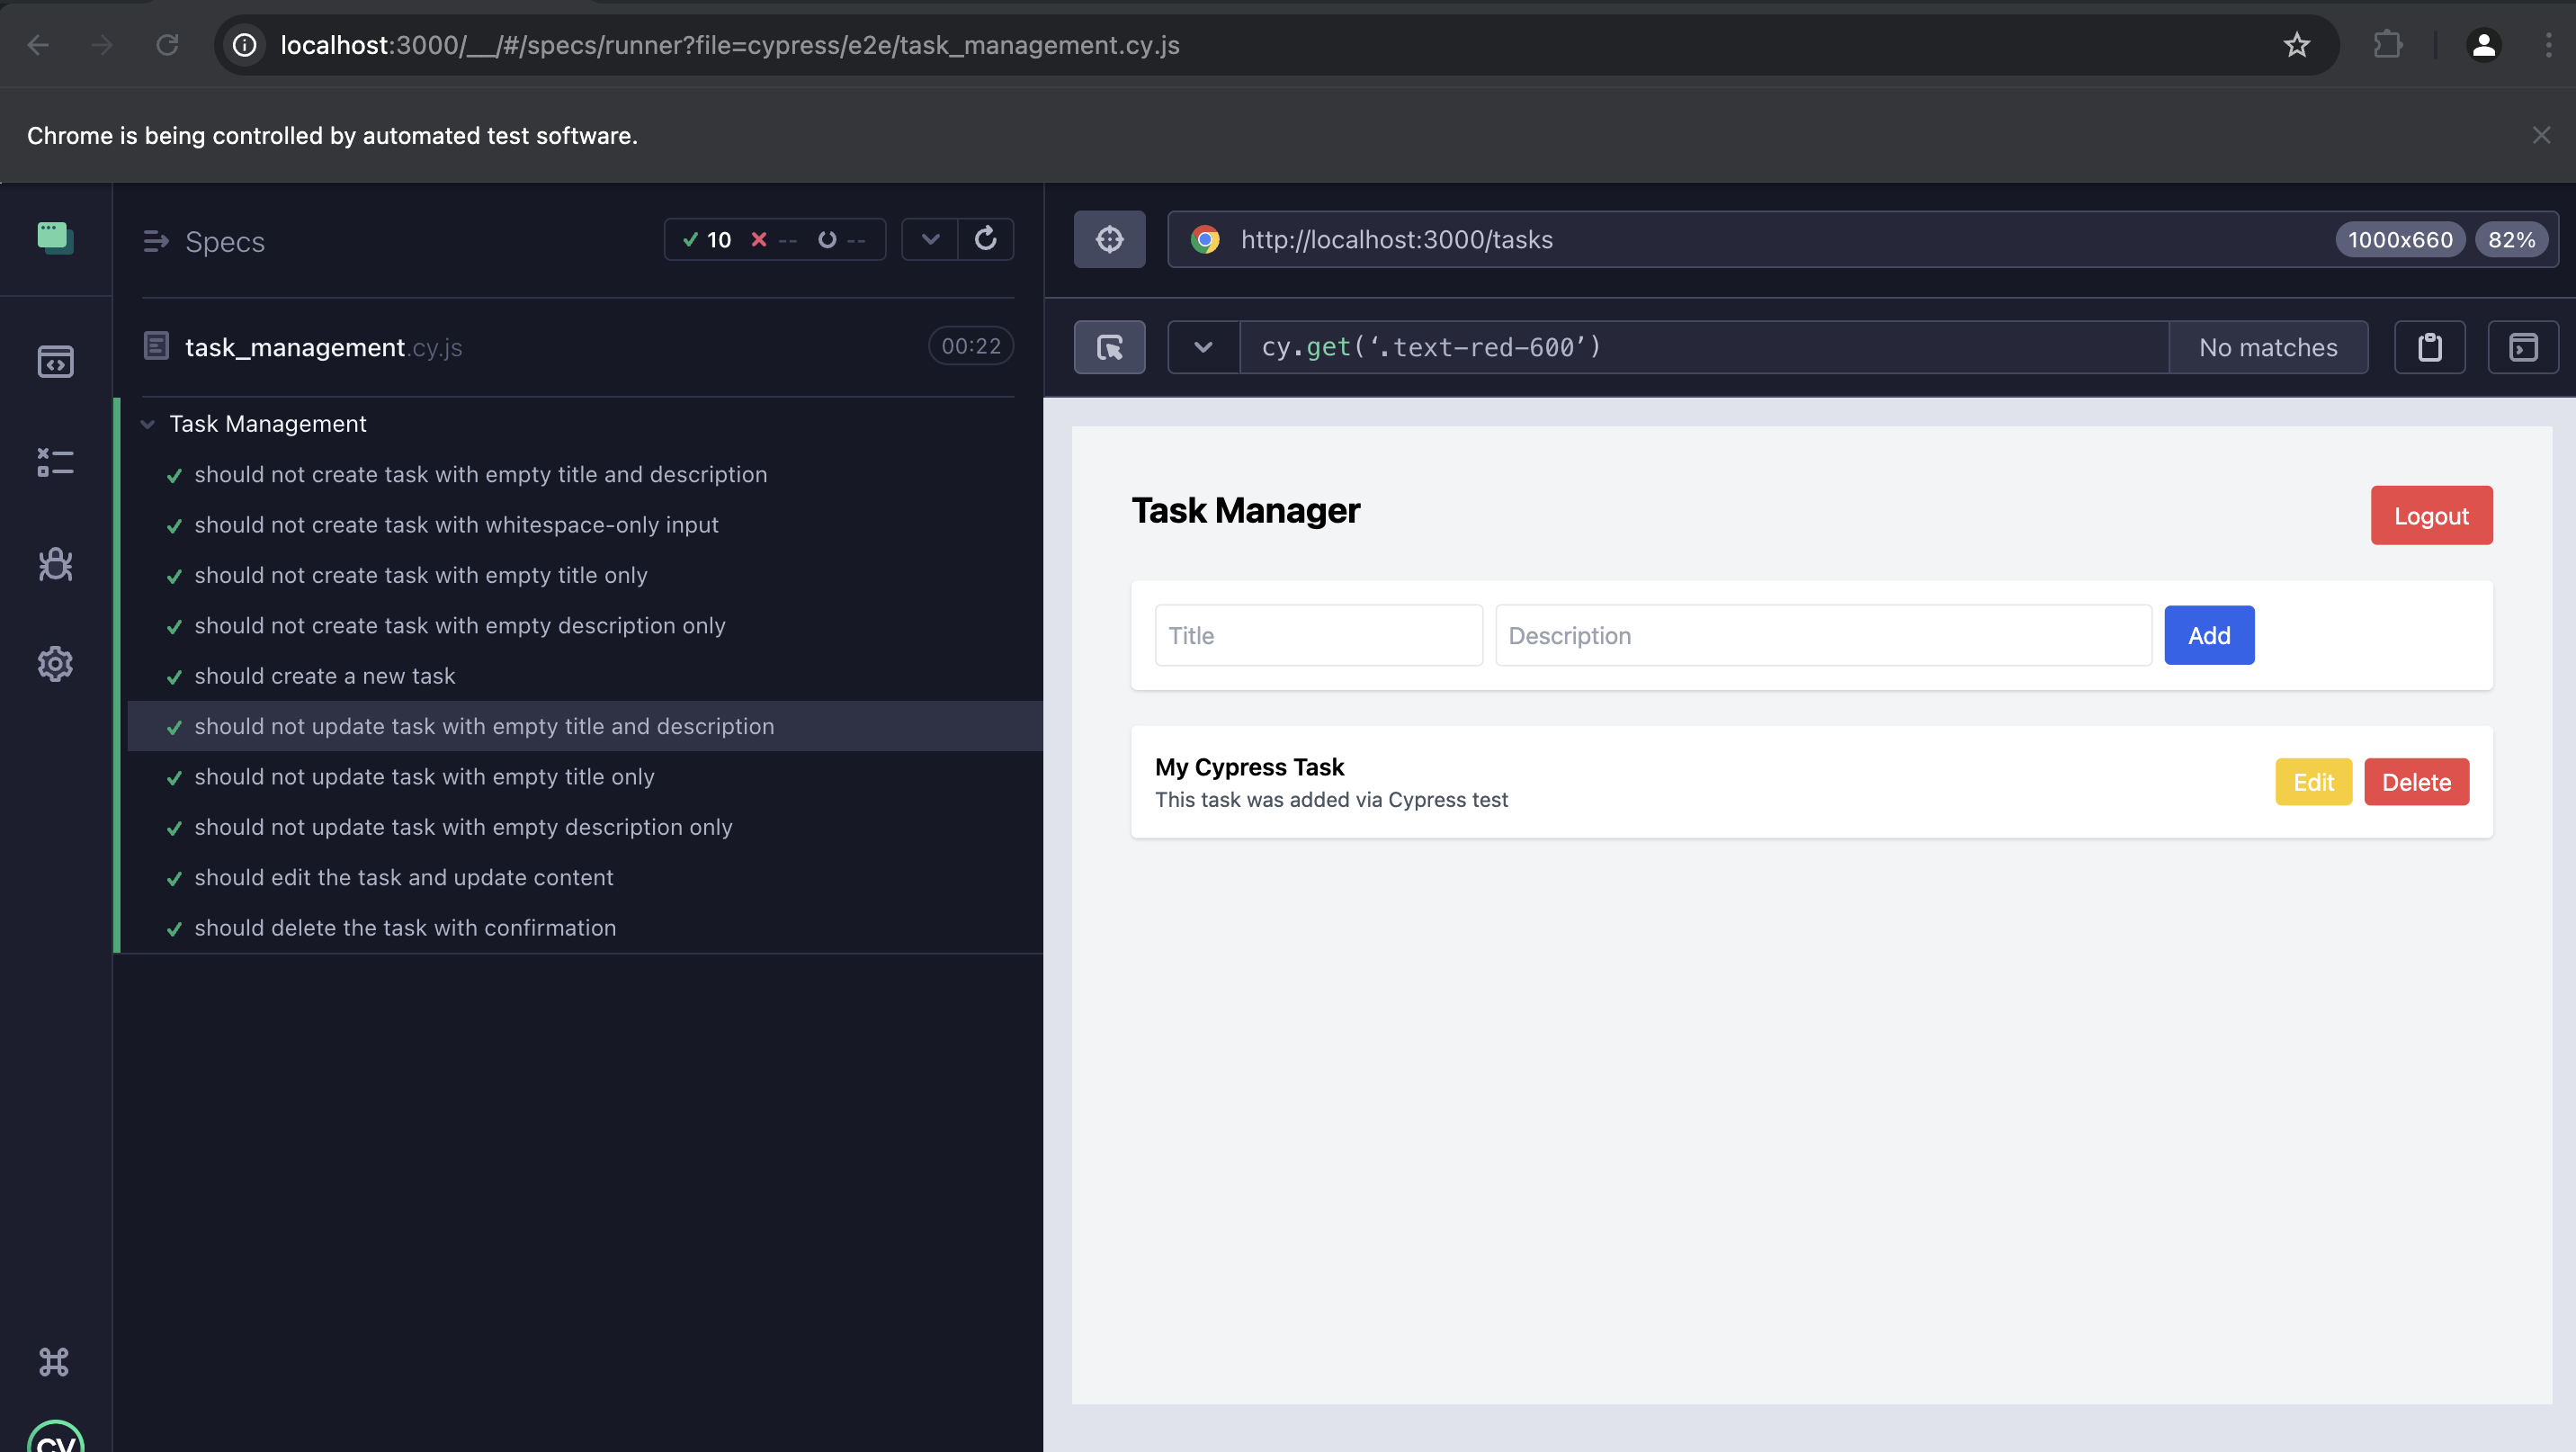 localhost:3000/__/#/specs/runner?file=cypress/e2e/task_management.cy.js
Chrome is being controlled by automated test software.
Specs
10 -- --
task_management.cy.js
00:22
Task Management
should not create task with empty title and description
should not create task with whitespace-only input
should not create task with empty title only
should not create task with empty description only
should create a new task
should not update task with empty title and description
should not update task with empty title only
should not update task with empty description only
should edit the task and update content
should delete the task with confirmation
http://localhost:3000/tasks
1000x660
82%
cy.get(‘.text-red-600’)
No matches
Task Manager
Logout
Title
Description
Add
My Cypress Task
This task was added via Cypress test
Edit
Delete
cy